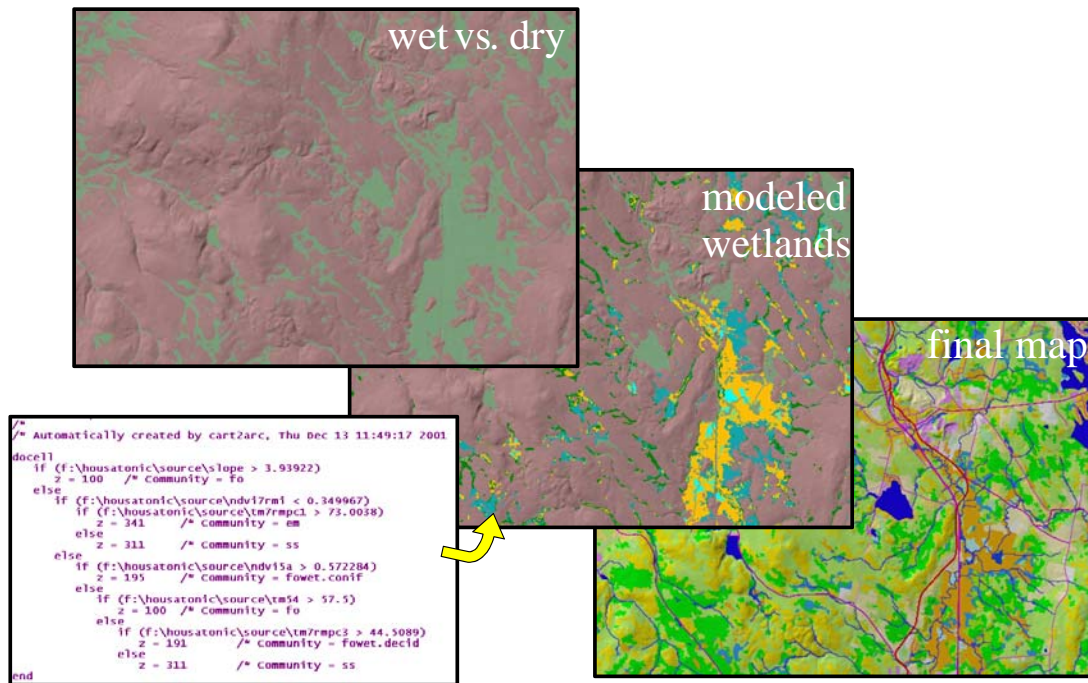 wet vs. dry
modeled
wetlands
final map
/*
/* Automatically created by cart2arc, Thu Dec 13 11:49:17 2001
docell
if (f:\housatonic\source\slope > 3.93922)
z = 100 /* Community = fo
else
if (f:\housatonic\source\ndvi7rmi < 0.349967)
if (f:\housatonic\source\tm7rmpc1 > 73.0038)
z = 341 /* Community = em
else
z = 311 /* Community = ss
else
if (f:\housatonic\source\ndvi5a > 0.572284)
z = 195 /* Community = fowet.conif
else
if (f:\housatonic\source\tm54 > 57.5)
z = 100 /* Community = fo
else
if (f:\housatonic\source\tm7rmpc3 > 44.5089)
z = 191 /* Community = fowet.decid
else
z = 311 /* Community = ss
end